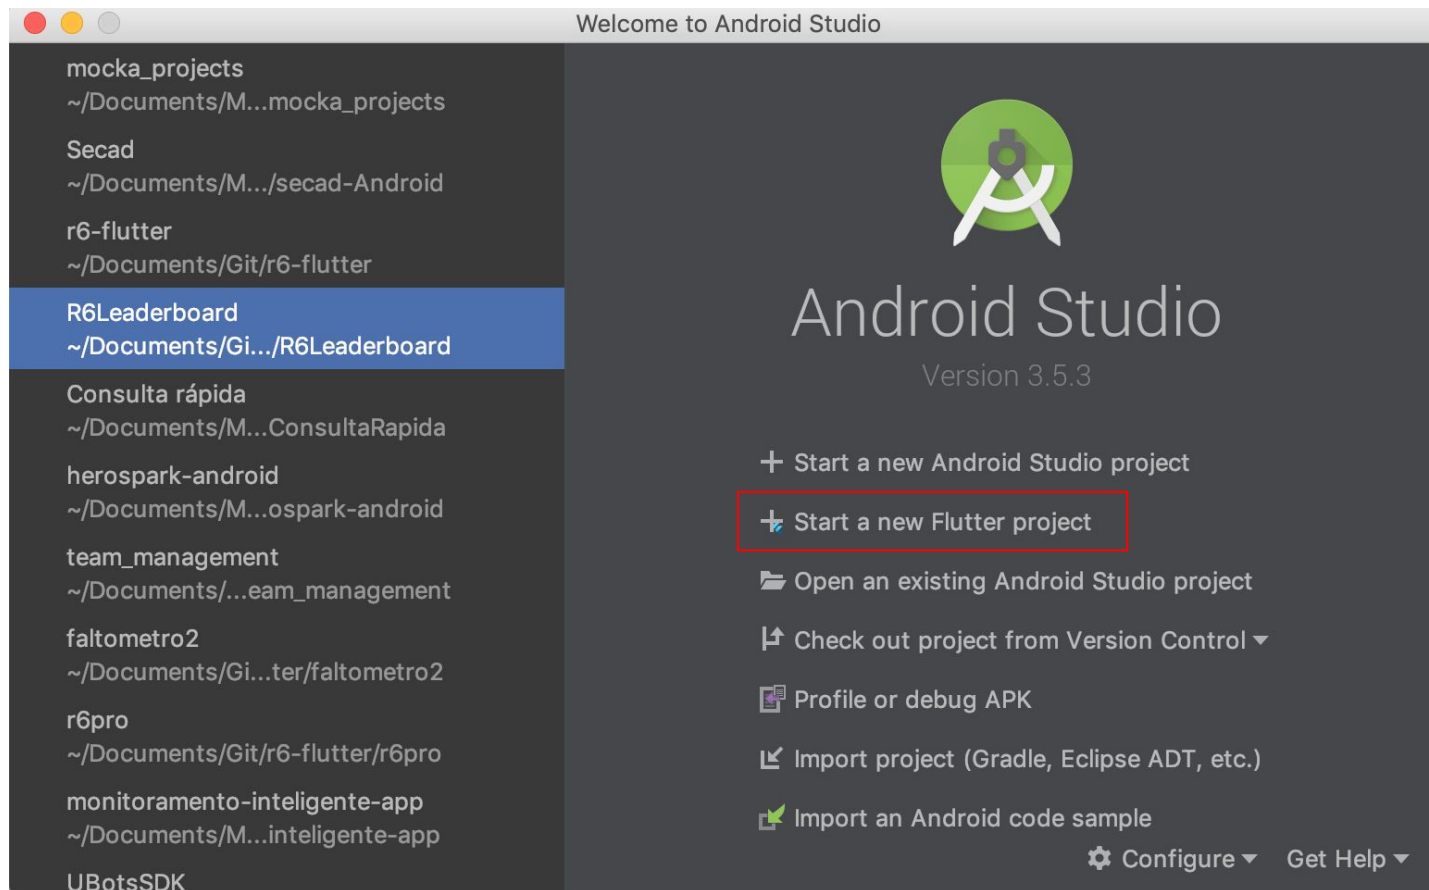 Welcome to Android Studio
mocka_projects
~/Documents/M...mocka_projects
Secad
~/Documents/M.../secad-Android
r6-flutter
~/Documents/Git/r6-flutter
R6Leaderboard
~/Documents/Gi.../R6Leaderboard
Consulta rápida
~/Documents/M...ConsultaRapida
herospark-android
~/Documents/M...ospark-android
team_management
~/Documents/...eam_management
faltometro2
~/Documents/Gi...ter/faltometro2
r6pro
~/Documents/Git/r6-flutter/r6pro
monitoramento-inteligente-app
~/Documents/M...inteligente-app
UBotsSDK
Android Studio
Version 3.5.3
Start a new Android Studio project
Start a new Flutter project
Open an existing Android Studio project
Check out project from Version Control
Profile or debug APK
Import project (Gradle, Eclipse ADT, etc.)
Import an Android code sample
Configure
Get Help